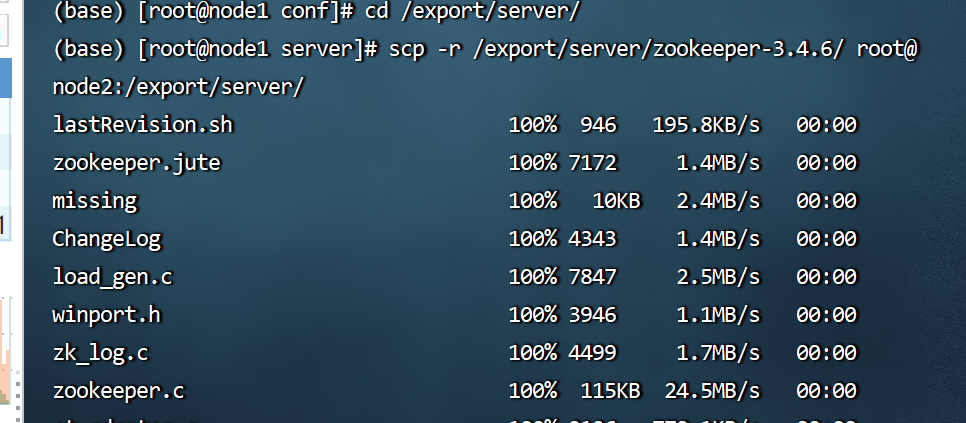 (base) [root@node1 conf]# cd /export/server/
(base) [root@node1 server]# scp -r /export/server/zookeeper-3.4.6/ root@
node2:/export/server/
lastRevision.sh 100% 946 195.8KB/s 00:00
zookeeper.jute 100% 7172 1.4MB/s 00:00
missing 100% 10KB 2.4MB/s 00:00
ChangeLog 100% 4343 1.4MB/s 00:00
load_gen.c 100% 7847 2.5MB/s 00:00
winport.h 100% 3946 1.1MB/s 00:00
zk_log.c 100% 4499 1.7MB/s 00:00
zookeeper.c 100% 115KB 24.5MB/s 00:00